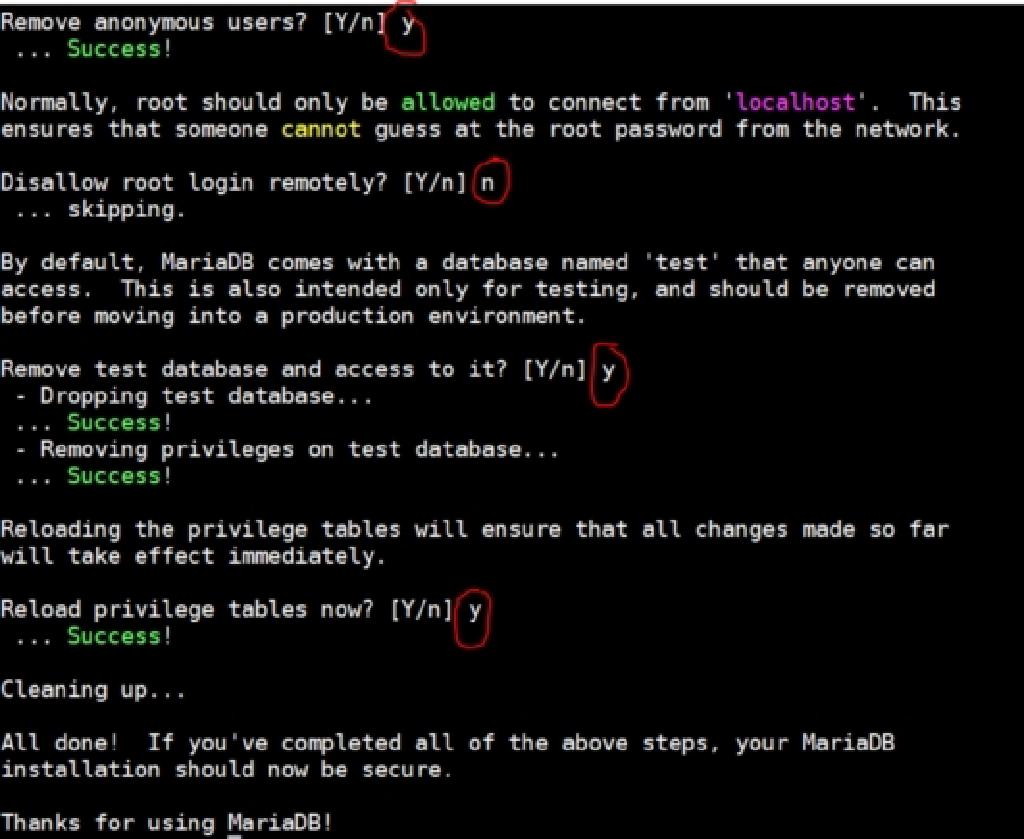 Remove anonymous users? [Y/n] y
 ... Success!
Normally, root should only be allowed to connect from 'localhost'.  This
ensures that someone cannot guess at the root password from the network.
Disallow root login remotely? [Y/n] n
 ... skipping.
By default, MariaDB comes with a database named 'test' that anyone can
access.  This is also intended only for testing, and should be removed
before moving into a production environment.
Remove test database and access to it? [Y/n] y
 - Dropping test database...
 ... Success!
 - Removing privileges on test database...
 ... Success!
Reloading the privilege tables will ensure that all changes made so far
will take effect immediately.
Reload privilege tables now? [Y/n] y
 ... Success!
Cleaning up...
All done!  If you've completed all of the above steps, your MariaDB
installation should now be secure.
Thanks for using MariaDB!